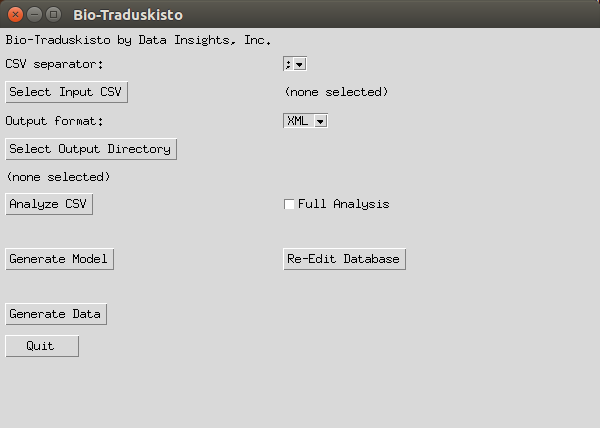 Bio-Traduskisto
Bio-Traduskisto by Data Insights, Inc.
CSV separator: ;
Select Input CSV (none selected)
Output format: XML
Select Output Directory
(none selected)
Analyze CSV Full Analysis
Generate Model Re-Edit Database
Generate Data
Quit